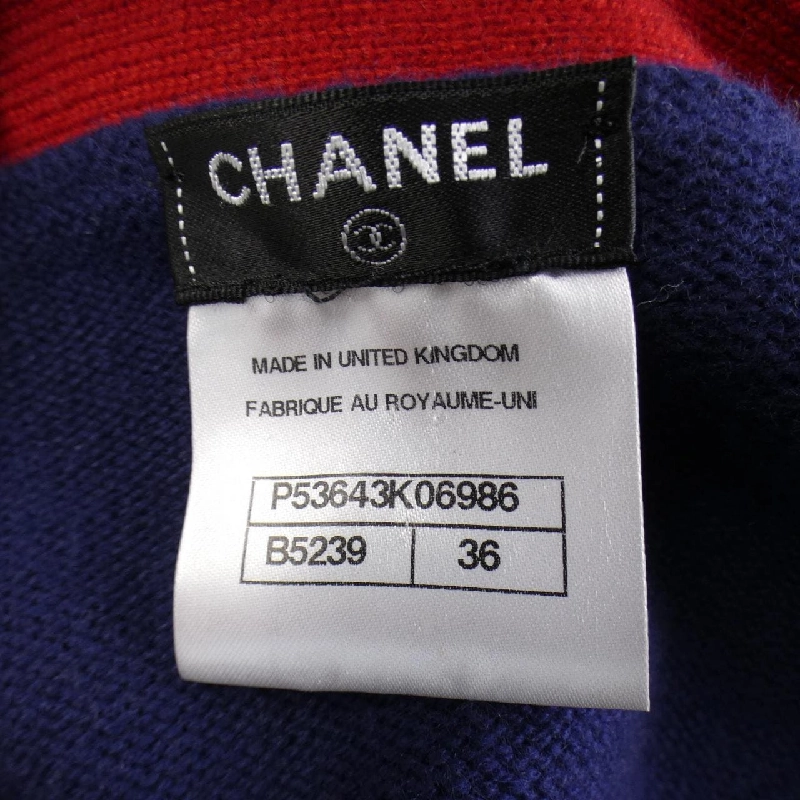 CHANEL
MADE IN UNITED KINGDOM
FABRIQUE AU ROYAUME-UNI
P53643K06986
B5239 36